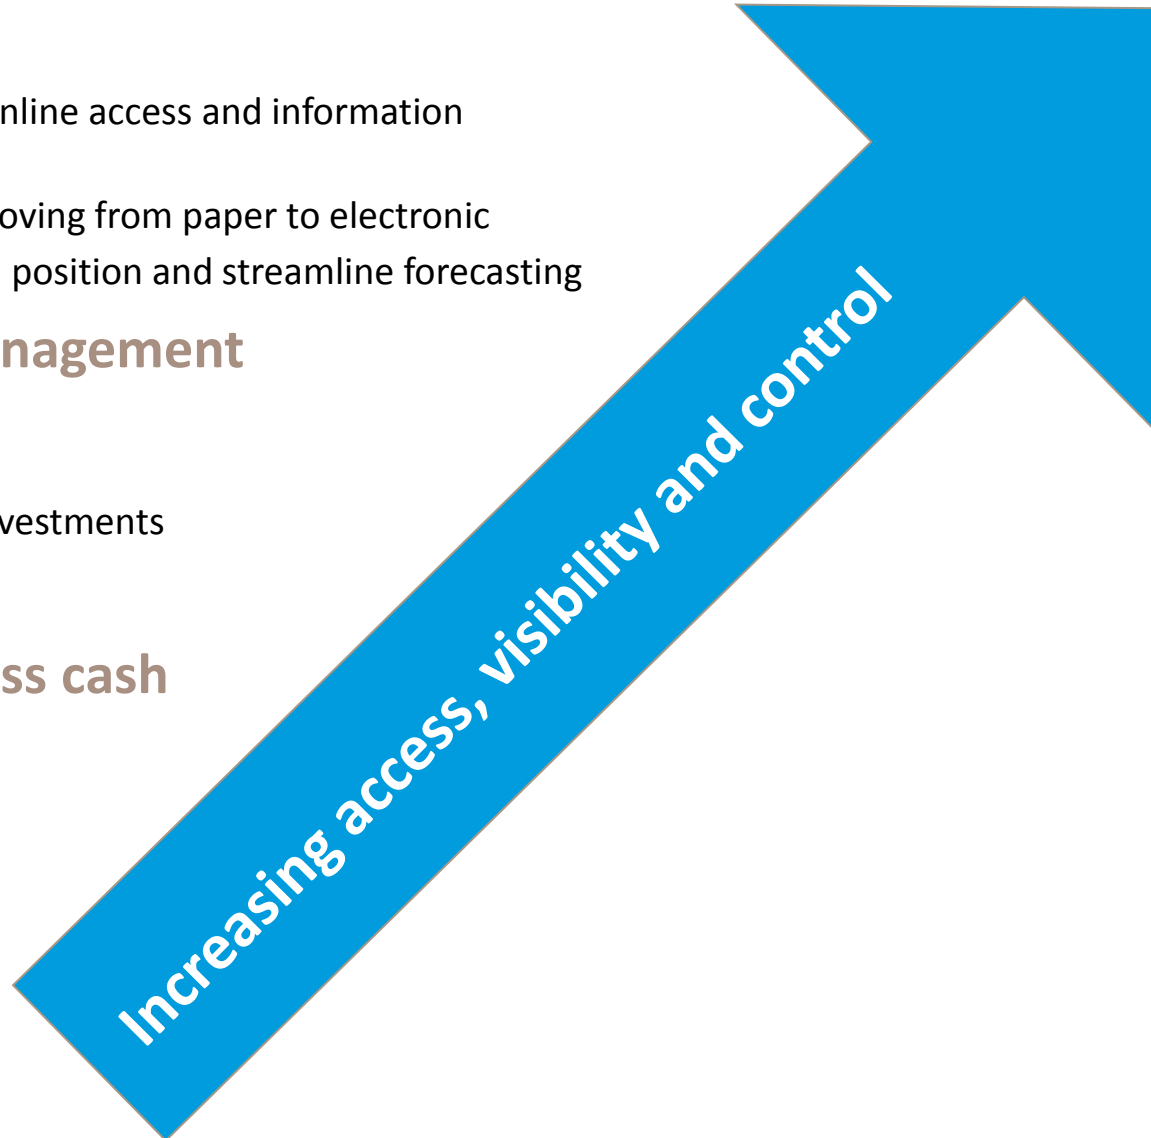 nline access and information
oving from paper to electronic
position and streamline forecasting
nagement
vestments
ss cash
Increasing access, visibility and control